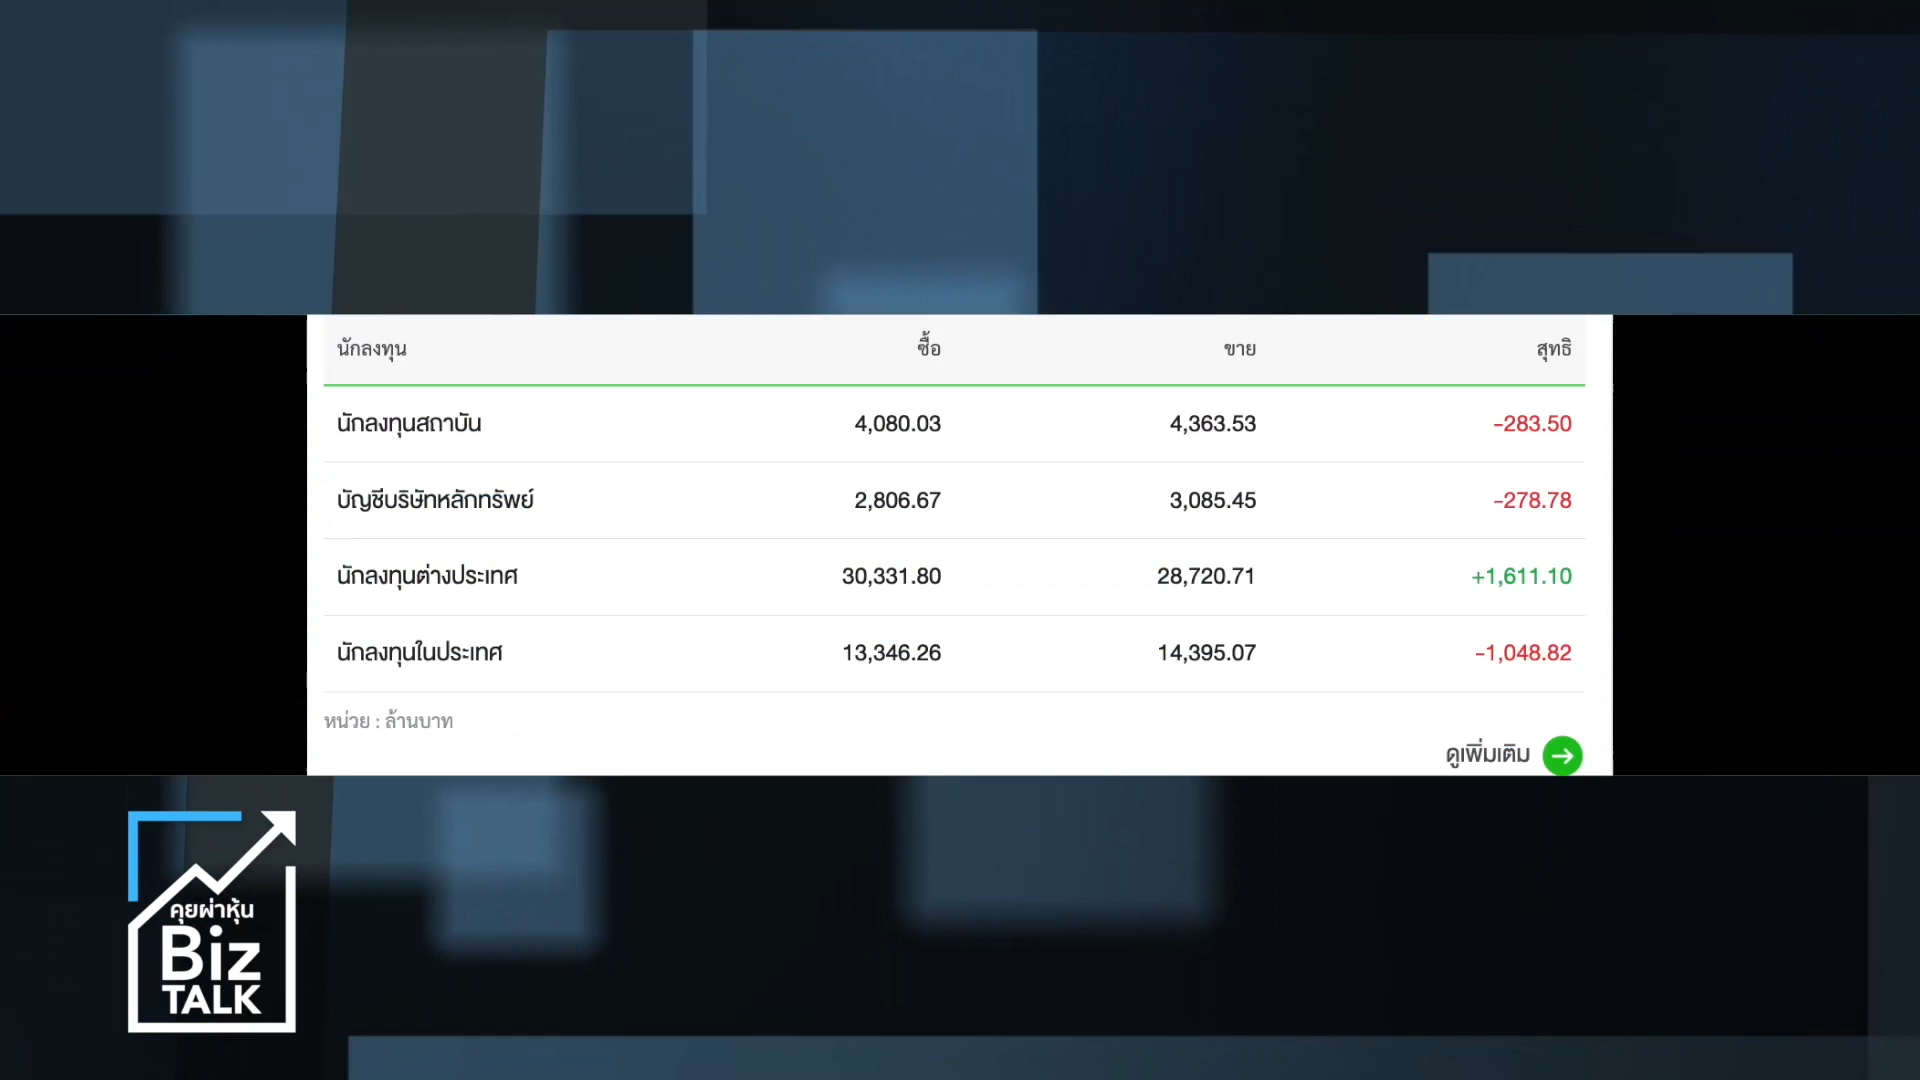 นักลงทุน ซื้อ ขาย สุทธิ
นักลงทุนสถาบัน 4,080.03 4,363.53 -283.50
บัญชีบริษัทหลักทรัพย์ 2,806.67 3,085.45 -278.78
นักลงทุนต่างประเทศ 30,331.80 28,720.71 +1,611.10
นักลงทุนในประเทศ 13,346.26 14,395.07 -1,048.82
หน่วย : ล้านบาท
ดูเพิ่มเติม
คุยผ่าหุ้น
Biz
TALK